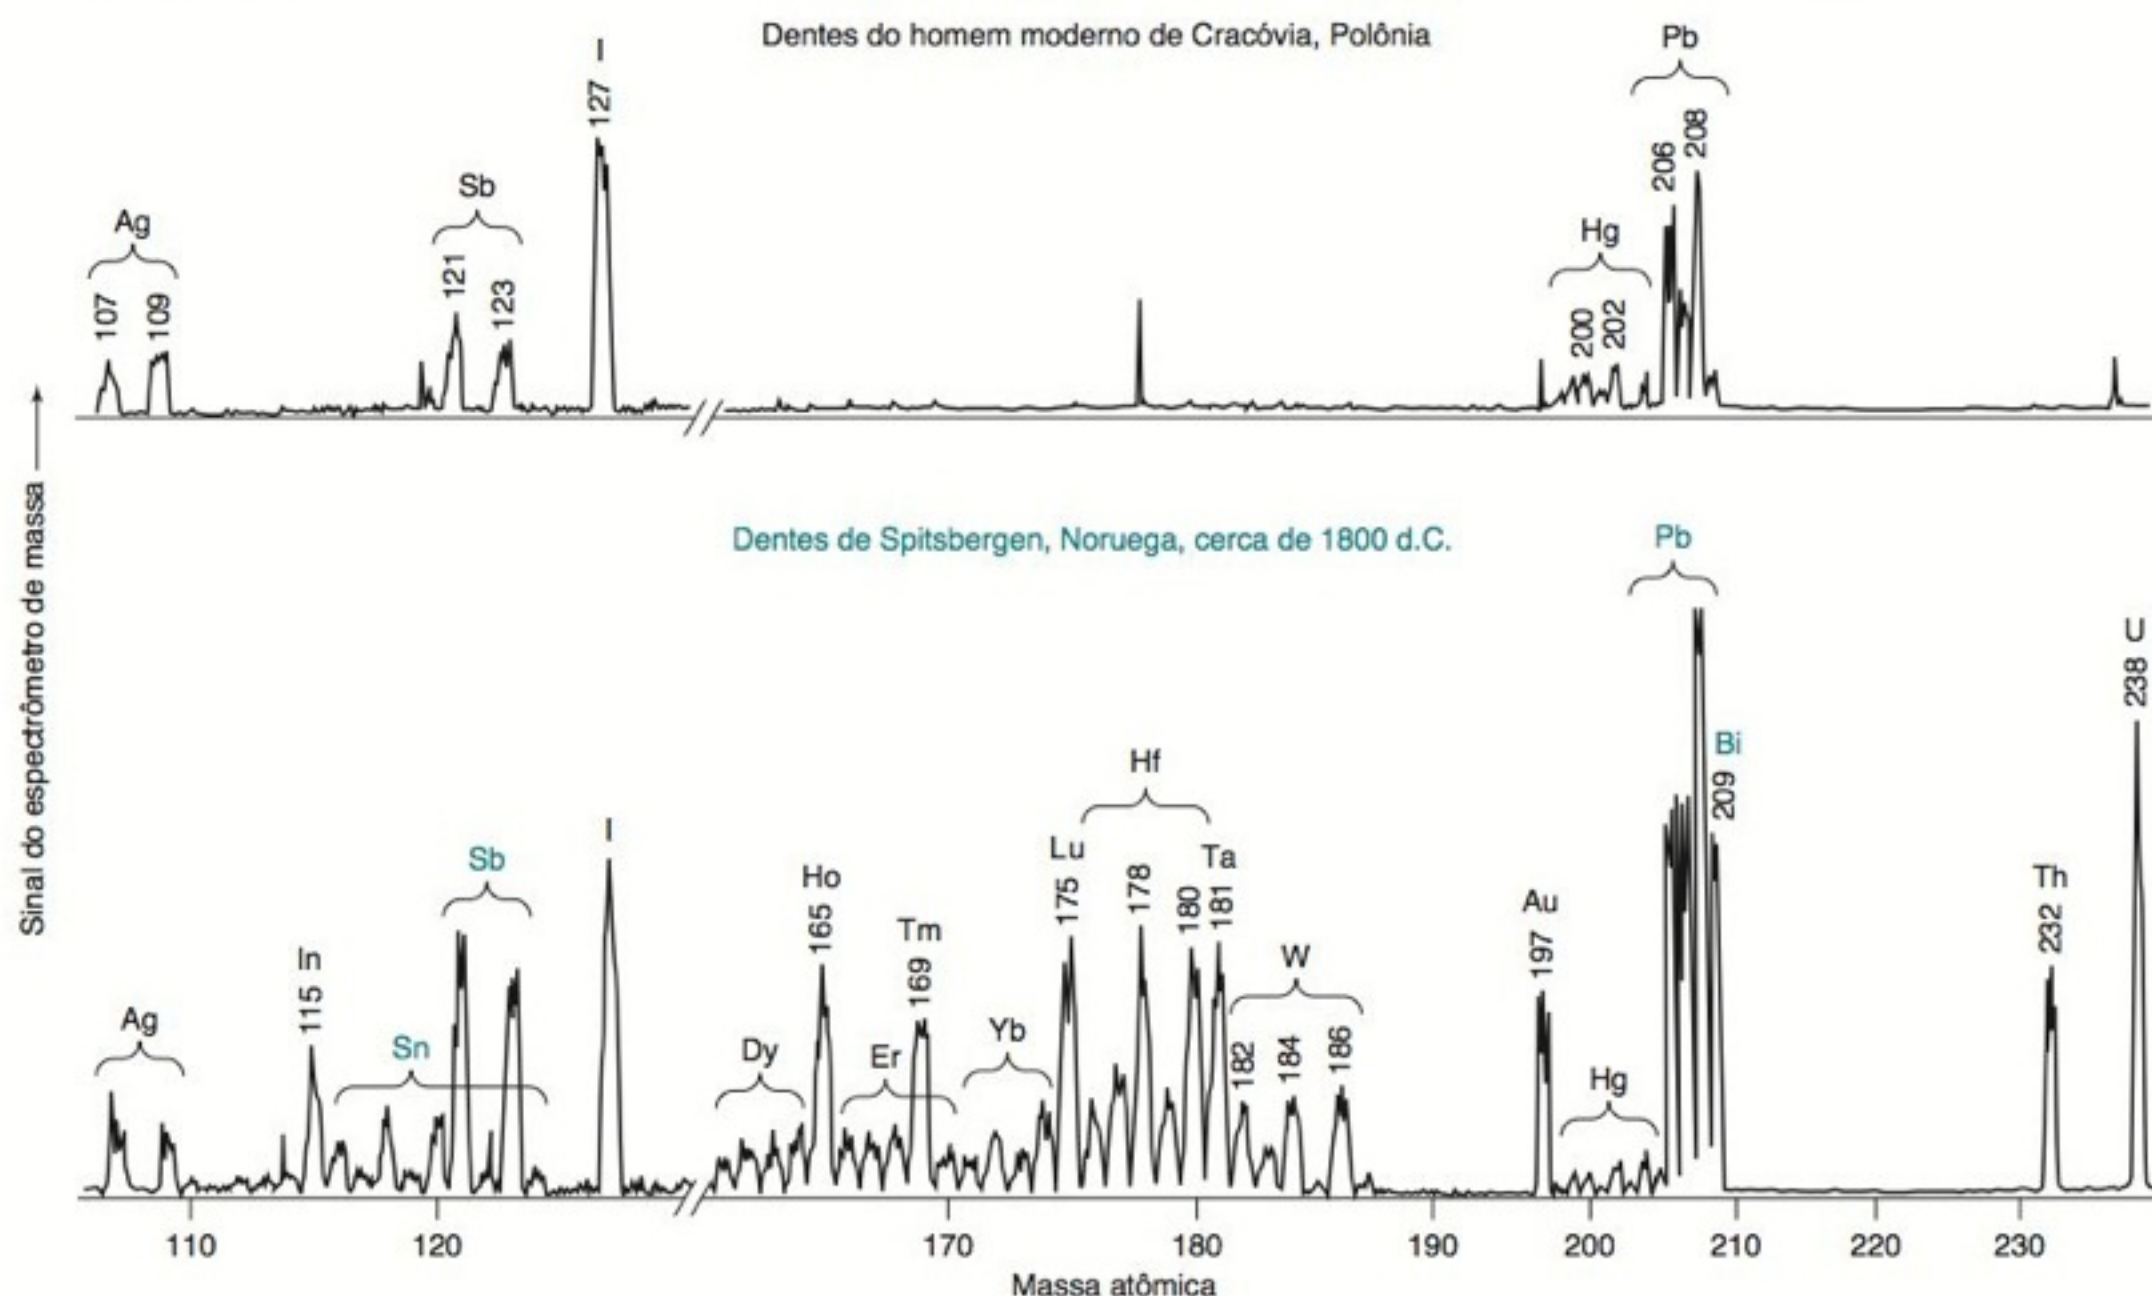 Dentes do homem moderno de Cracóvia, Polônia
Ag
107
109
Sb
121
123
I
127
Hg
200
202
Pb
206
208
Sinal do espectrômetro de massa
Dentes de Spitsbergen, Noruega, cerca de 1800 d.C.
Ag
In
115
Sn
Sb
I
Dy
Ho
165
Er
Tm
169
Yb
Lu
175
Hf
178
180
Ta
181
W
182
184
186
Au
197
Hg
Pb
Bi
209
Th
232
U
238
110 120 170 180 190 200 210 220 230
Massa atômica